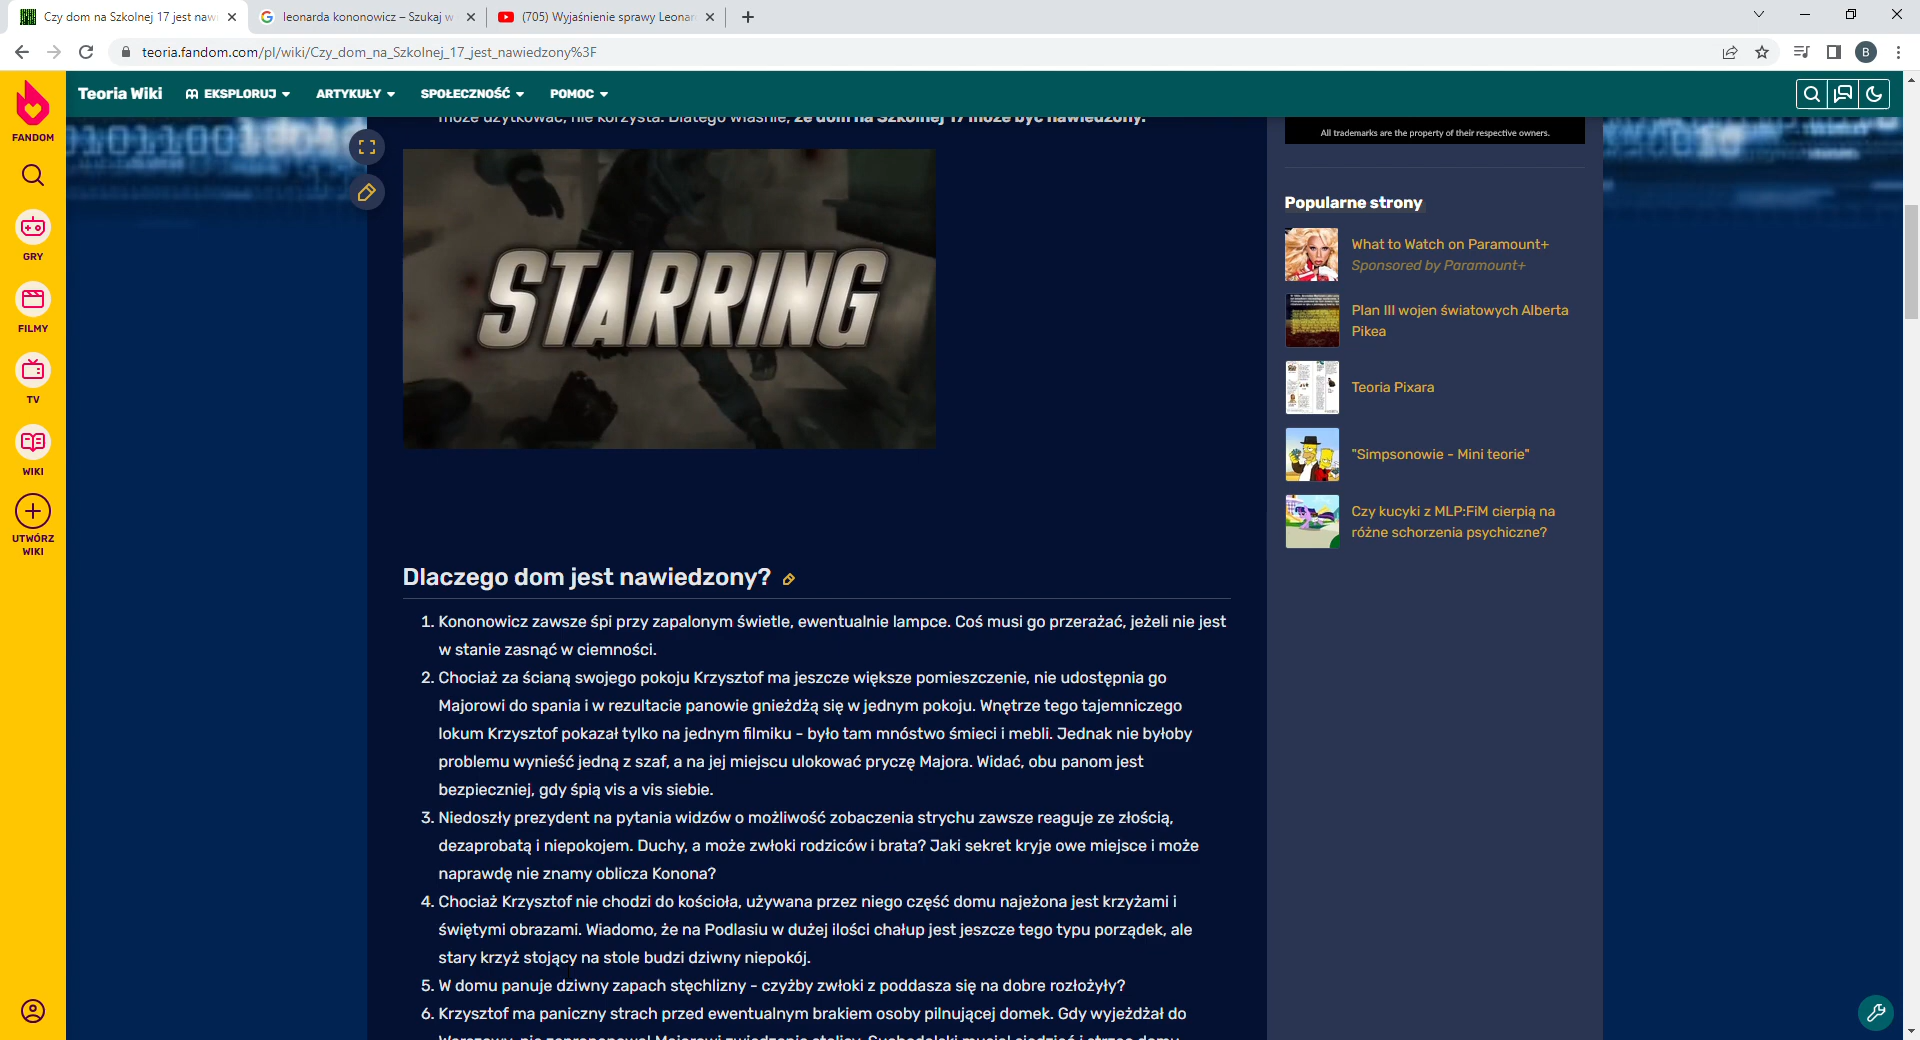 Czy dom na Szkolnej 17 jest naw
leonarda kononowicz – Szukaj w
(705) Wyjaśnienie sprawy Leonar
teoria.fandom.com/pl/wiki/Czy_dom_na_Szkolnej_17_jest_nawiedzony%3F
B
Teoria Wiki
EKSPLORUJ
ARTYKUŁY
SPOŁECZNOŚĆ
POMOC
FANDOM
GRY
FILMY
TV
WIKI
UTWÓRZ
WIKI
może użytkować, nie korzysta. Dlatego właśnie, że dom na Szkolnej 17 może być nawiedzony.
STARRING
Dlaczego dom jest nawiedzony?
1. Kononowicz zawsze śpi przy zapalonym świetle, ewentualnie lampce. Coś musi go przerażać, jeżeli nie jest
w stanie zasnąć w ciemności.
2. Chociaż za ścianą swojego pokoju Krzysztof ma jeszcze większe pomieszczenie, nie udostępnia go
Majorowi do spania i w rezultacie panowie gnieżdżą się w jednym pokoju. Wnętrze tego tajemniczego
lokum Krzysztof pokazał tylko na jednym filmiku - było tam mnóstwo śmieci i mebli. Jednak nie byłoby
problemu wynieść jedną z szaf, a na jej miejscu ulokować pryczę Majora. Widać, obu panom jest
bezpieczniej, gdy śpią vis a vis siebie.
3. Niedoszły prezydent na pytania widzów o możliwość zobaczenia strychu zawsze reaguje ze złością,
dezaprobatą i niepokojem. Duchy, a może zwłoki rodziców i brata? Jaki sekret kryje owe miejsce i może
naprawdę nie znamy oblicza Konona?
4. Chociaż Krzysztof nie chodzi do kościoła, używana przez niego część domu najeżona jest krzyżami i
świętymi obrazami. Wiadomo, że na Podlasiu w dużej ilości chałup jest jeszcze tego typu porządek, ale
stary krzyż stojący na stole budzi dziwny niepokój.
5. W domu panuje dziwny zapach stęchlizny - czyżby zwłoki z poddasza się na dobre rozłożyły?
6. Krzysztof ma paniczny strach przed ewentualnym brakiem osoby pilnującej domek. Gdy wyjeżdżał do
Warszawy, nie zaproponował Majorowi zwiedzenia stolicy. Suchodolski musiał siedzieć i strzec domu
All trademarks are the property of their respective owners.
Popularne strony
What to Watch on Paramount+
Sponsored by Paramount+
Plan III wojen światowych Alberta
Pikea
Teoria Pixara
"Simpsonowie - Mini teorie"
Czy kucyki z MLP:FiM cierpią na
różne schorzenia psychiczne?